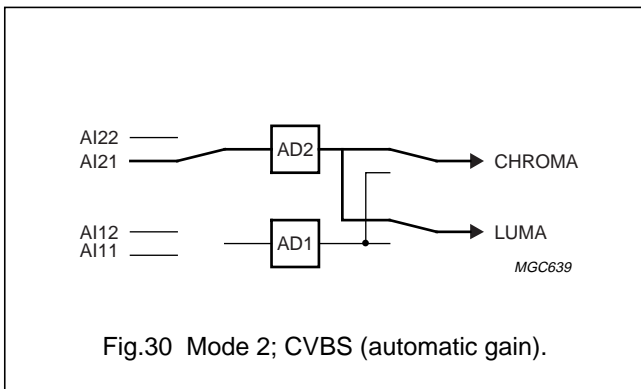 AI22
AI21
AD2
CHROMA
AI12
AI11
AD1
LUMA
MGC639
Fig.30 Mode 2; CVBS (automatic gain).